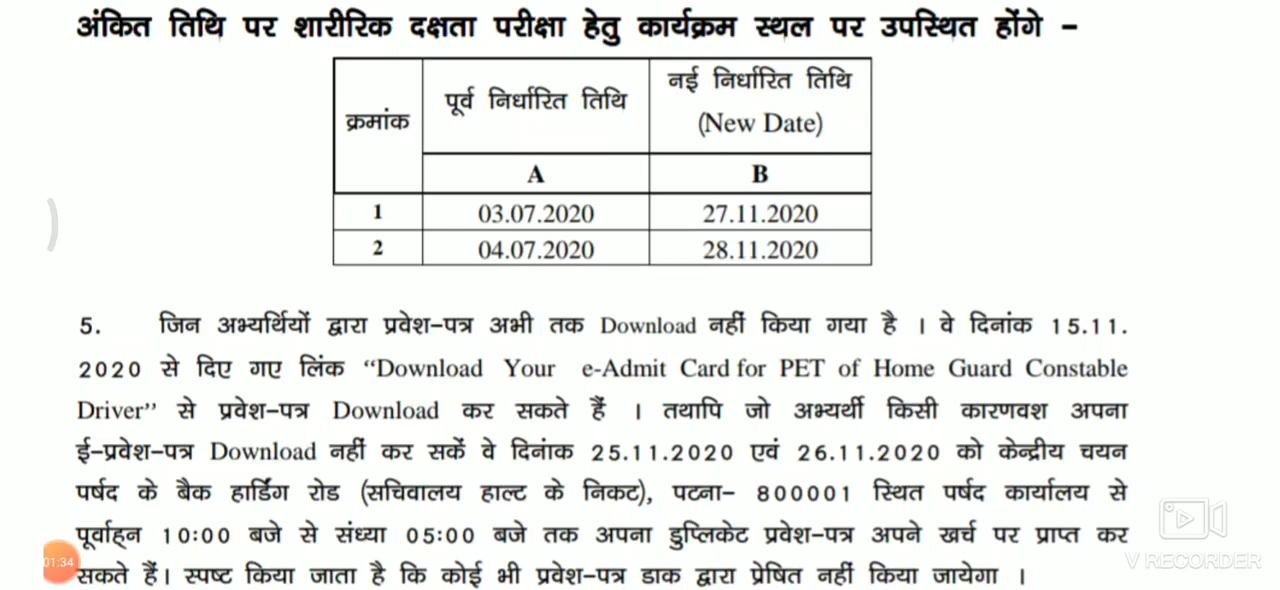 अंकित तिथि पर शारीरिक दक्षता परीक्षा हेतु कार्यक्रम स्थल पर उपस्थित होंगे –
क्रमांक पूर्व निर्धारित तिथि नई निर्धारित तिथि
(New Date)
A B
1 03.07.2020 27.11.2020
2 04.07.2020 28.11.2020
5. जिन अभ्यर्थियों द्वारा प्रवेश–पत्र अभी तक Download नहीं किया गया है । वे दिनांक 15.11.
2020 से दिए गए लिंक “Download Your e-Admit Card for PET of Home Guard Constable
Driver” से प्रवेश–पत्र Download कर सकते हैं । तथापि जो अभ्यर्थी किसी कारणवश अपना
ई–प्रवेश–पत्र Download नहीं कर सकें वे दिनांक 25.11.2020 एवं 26.11.2020 को केन्द्रीय चयन
पर्षद के बैक हार्डिंग रोड (सचिवालय हाल्ट के निकट), पटना– 800001 स्थित पर्षद कार्यालय से
पूर्वाह्न 10:00 बजे से संध्या 05:00 बजे तक अपना डुप्लिकेट प्रवेश–पत्र अपने खर्च पर प्राप्त कर
सकते हैं। स्पष्ट किया जाता है कि कोई भी प्रवेश–पत्र डाक द्वारा प्रेषित नहीं किया जायेगा ।
01:34
V RECORDER